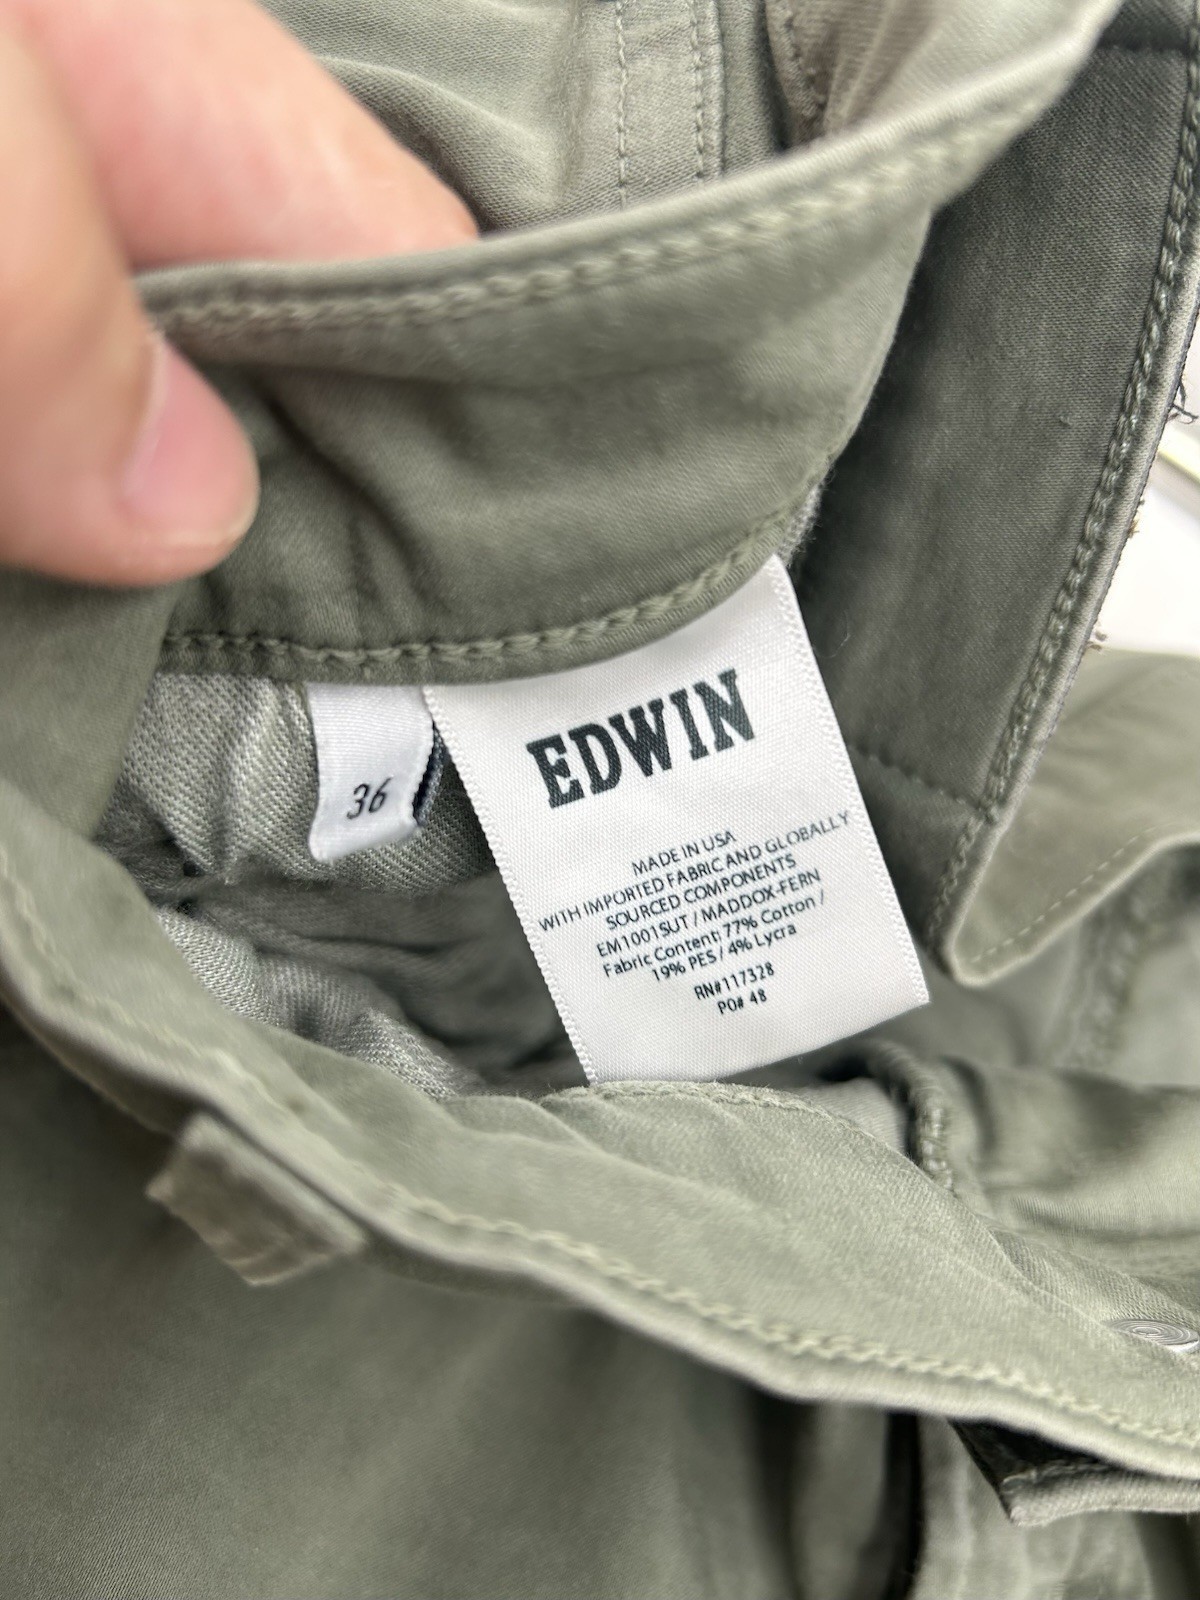 36
EDWIN
MADE IN USA
WITH IMPORTED FABRIC AND GLOBALLY
SOURCED COMPONENTS
EM1001SUT / MADDOX-FERN
Fabric Content: 77% Cotton /
19% PES / 4% Lycra
RN#117328
PO# 48